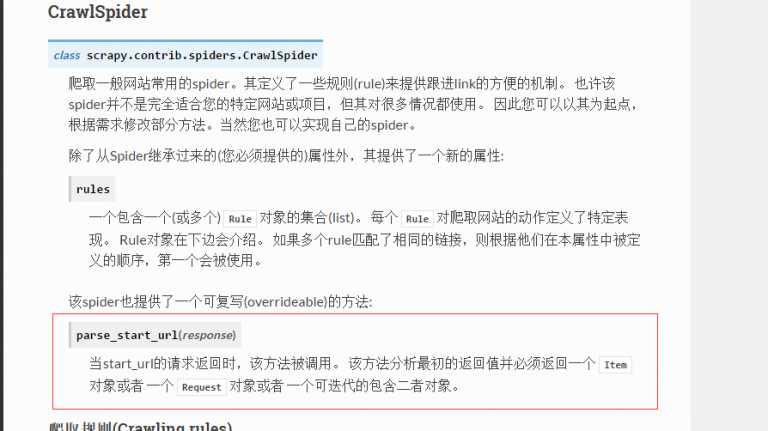 CrawlSpider
class scrapy.contrib.spiders.CrawlSpider
爬取一般网站常用的spider。其定义了一些规则(rule)来提供跟进link的方便的机制。 也许该
spider并不是完全适合您的特定网站或项目，但其对很多情况都使用。 因此您可以以其为起点，
根据需求修改部分方法。当然您也可以实现自己的spider。
除了从Spider继承过来的(您必须提供的)属性外，其提供了一个新的属性:
rules
一个包含一个(或多个) Rule 对象的集合(list)。 每个 Rule 对爬取网站的动作定义了特定表
现。 Rule对象在下边会介绍。 如果多个rule匹配了相同的链接，则根据他们在本属性中被定
义的顺序，第一个会被使用。
该spider也提供了一个可复写(overrideable)的方法:
parse_start_url(response)
当start_url的请求返回时，该方法被调用。 该方法分析最初的返回值并必须返回一个 Item
对象或者 一个 Request 对象或者 一个可迭代的包含二者对象。
爬取规则(Crawling rules)